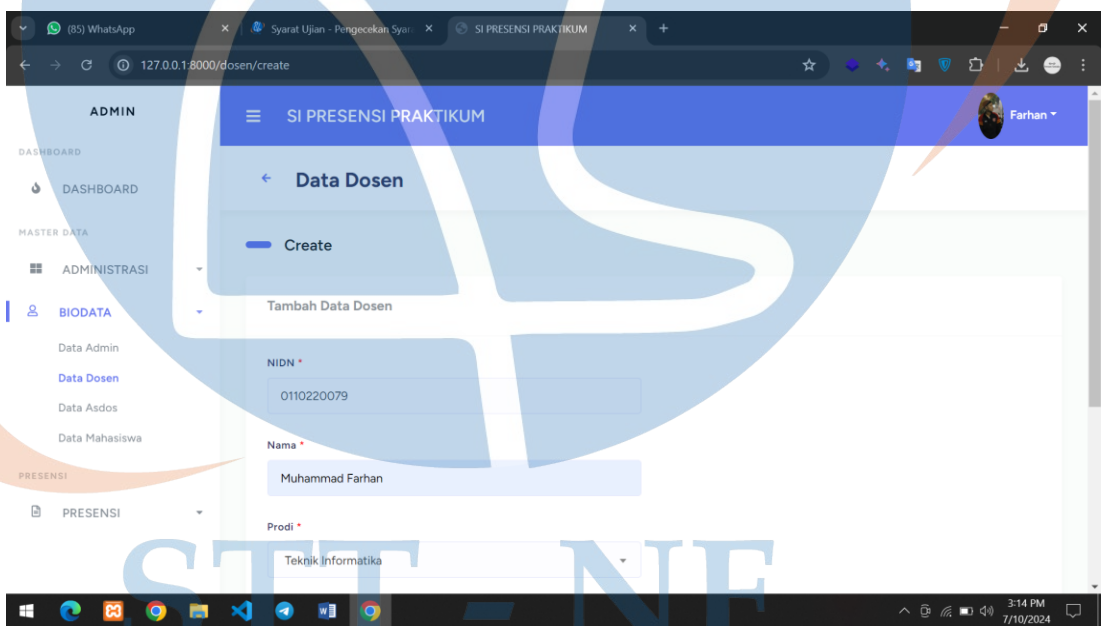 (85) WhatsApp
Syarat Ujian - Pengecekan Syar
SI PRESENSI PRAKTIKUM
127.0.0.1:8000/dosen/create
ADMIN
SI PRESENSI PRAKTIKUM
Farhan
DASHBOARD
DASHBOARD
Data Dosen
MASTER DATA
Create
ADMINISTRASI
BIODATA
Tambah Data Dosen
Data Admin
Data Dosen
Data Asdos
Data Mahasiswa
NIDN *
0110220079
Nama *
Muhammad Farhan
PRESENSI
PRESENSI
Prodi *
Teknik Informatika
STT - NF
3:14 PM
7/10/2024